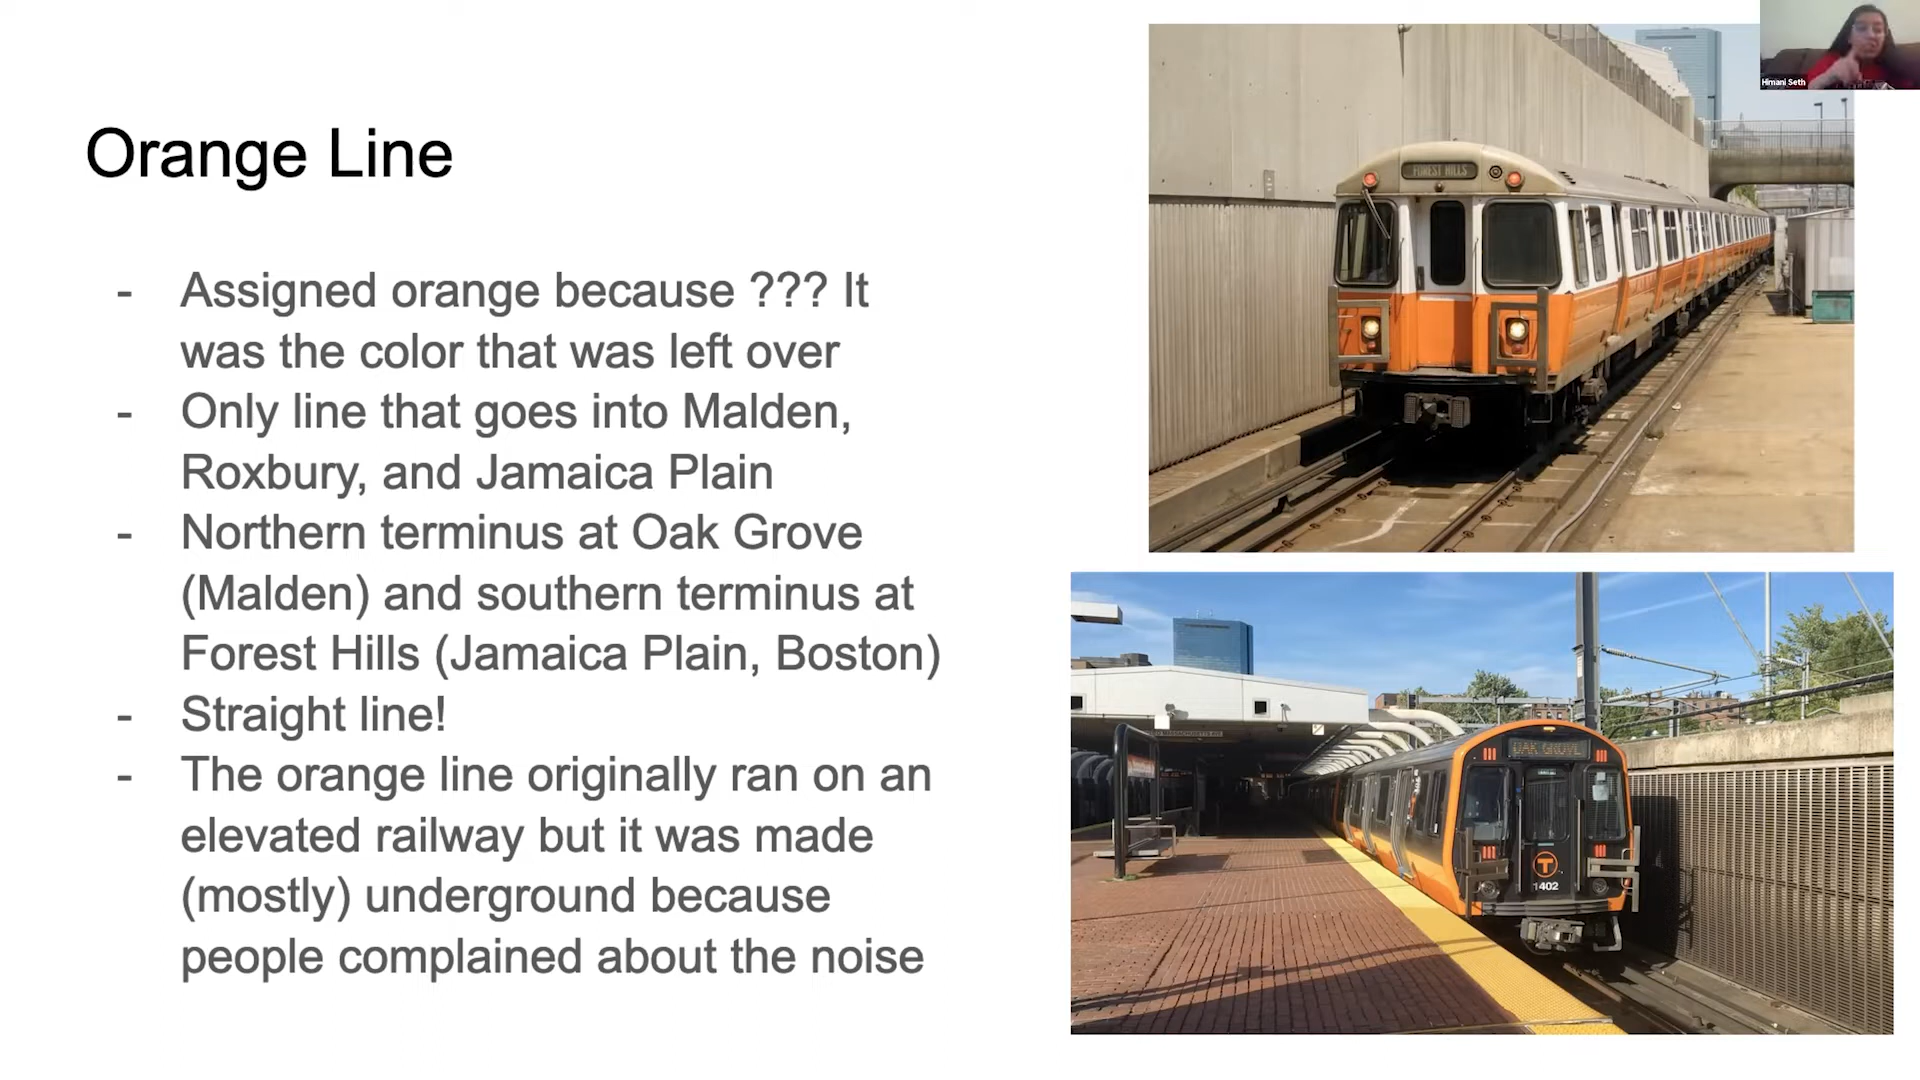 Orange Line
- Assigned orange because ??? It
was the color that was left over
- Only line that goes into Malden,
Roxbury, and Jamaica Plain
- Northern terminus at Oak Grove
(Malden) and southern terminus at
Forest Hills (Jamaica Plain, Boston)
- Straight line!
- The orange line originally ran on an
elevated railway but it was made
(mostly) underground because
people complained about the noise
Himani Seth
FOREST HILLS
MASSACHUSETTS AVE
OAK GROVE
T
1402